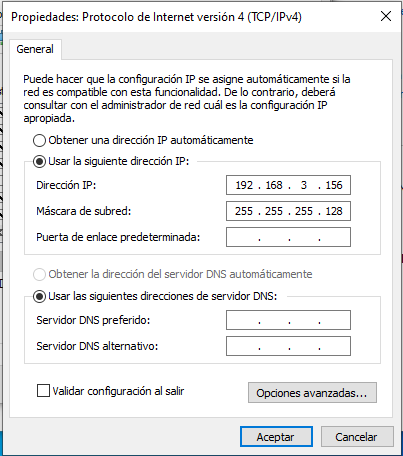 Propiedades: Protocolo de Internet versión 4 (TCP/IPv4)
General
Puede hacer que la configuración IP se asigne automáticamente si la
red es compatible con esta funcionalidad. De lo contrario, deberá
consultar con el administrador de red cuál es la configuración IP
apropiada.
Obtener una dirección IP automáticamente
Usar la siguiente dirección IP:
Dirección IP: 192 . 168 . 3 . 156
Máscara de subred: 255 . 255 . 255 . 128
Puerta de enlace predeterminada: . . .
Obtener la dirección del servidor DNS automáticamente
Usar las siguientes direcciones de servidor DNS:
Servidor DNS preferido: . . .
Servidor DNS alternativo: . . .
Validar configuración al salir
Opciones avanzadas...
Aceptar Cancelar